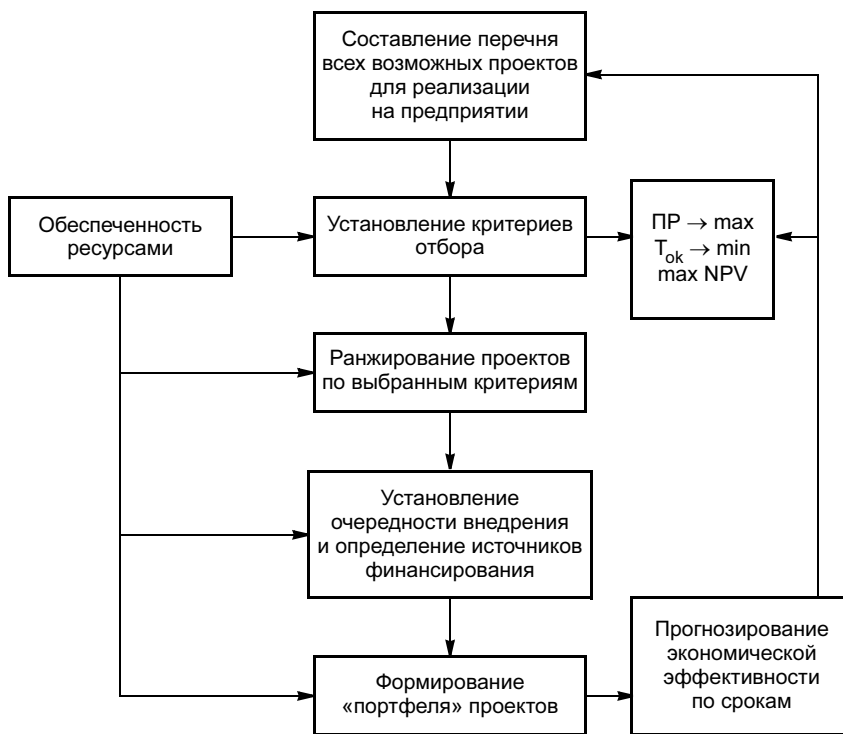 Составление перечня
всех возможных проектов
для реализации
на предприятии
Обеспеченность
ресурсами
Установление критериев
отбора
ПР → max
Tok → min
max NPV
Ранжирование проектов
по выбранным критериям
Установление
очередности внедрения
и определение источников
финансирования
Формирование
«портфеля» проектов
Прогнозирование
экономической
эффективности
по срокам